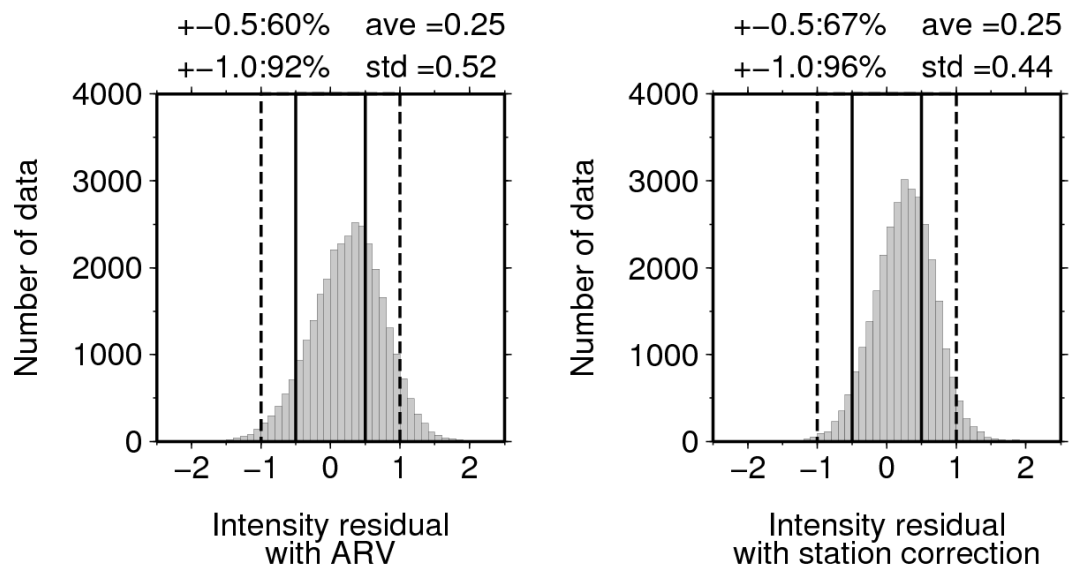 +−0.5:60% ave =0.25
+−1.0:92% std =0.52
4000
3000
2000
1000
0
Number of data
−2 −1 0 1 2
Intensity residual
with ARV
+−0.5:67% ave =0.25
+−1.0:96% std =0.44
4000
3000
2000
1000
0
Number of data
−2 −1 0 1 2
Intensity residual
with station correction